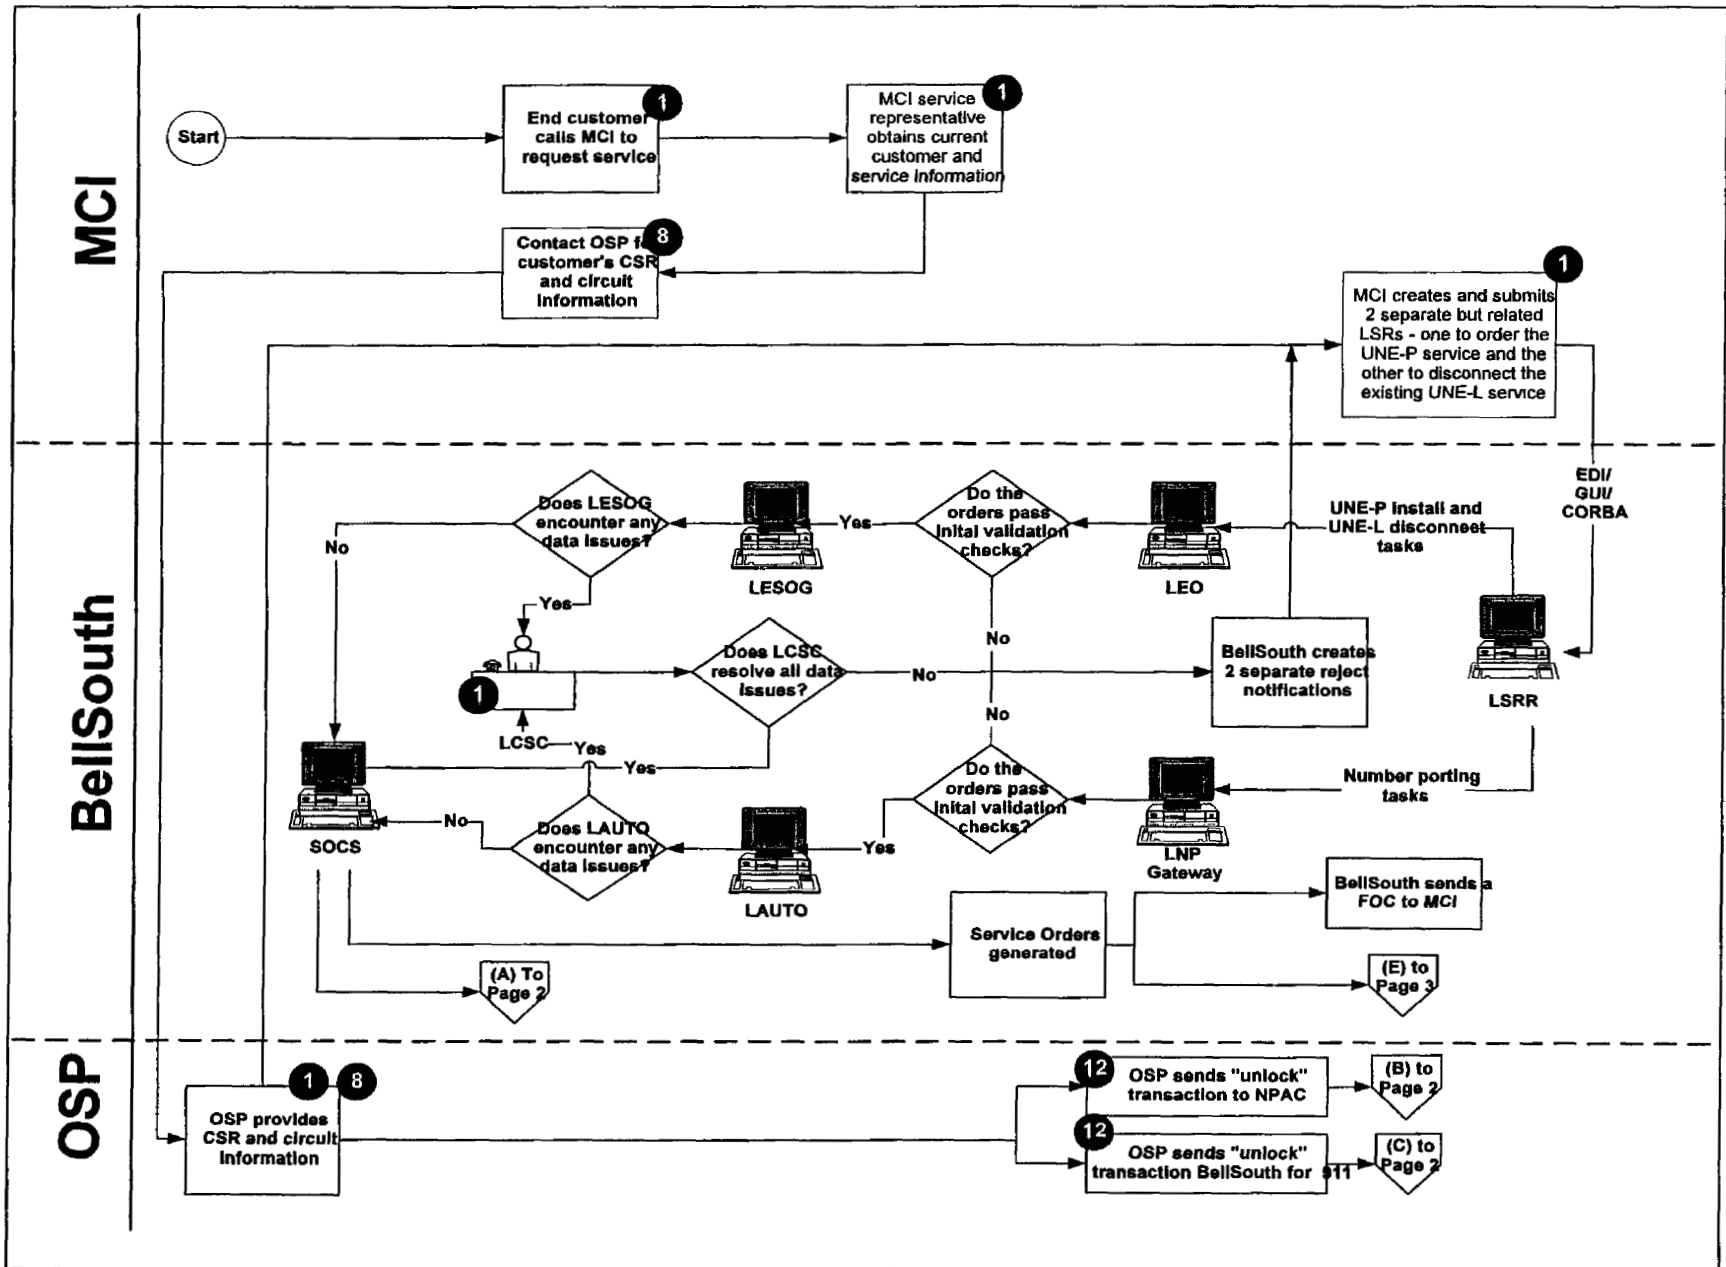 MCI
Start
End customer
calls MCI to
request service
1
MCI service
representative
obtains current
customer and
service information
1
Contact OSP fo
customer's CSR
and circuit
information
8
MCI creates and submits
2 separate but related
LSRs - one to order the
UNE-P service and the
other to disconnect the
existing UNE-L service
1
EDI/
GUI/
CORBA
BellSouth
Does LESOG
encounter any
data issues?
No
Yes
LESOG
Yes
Do the
orders pass
inital validation
checks?
No
LEO
UNE-P install and
UNE-L disconnect
tasks
LSRR
1
LCSC
Does LCSC
resolve all data
issues?
No
Yes
BellSouth creates
2 separate reject
notifications
SOCS
Yes
No
Does LAUTO
encounter any
data issues?
LAUTO
Yes
No
Do the
orders pass
inital validation
checks?
LNP
Gateway
Number porting
tasks
(A) To
Page 2
Service Orders
generated
BellSouth sends a
FOC to MCI
(E) to
Page 3
OSP
1
8
OSP provides
CSR and circuit
information
12
OSP sends "unlock"
transaction to NPAC
(B) to
Page 2
12
OSP sends "unlock"
transaction BellSouth for 911
(C) to
Page 2